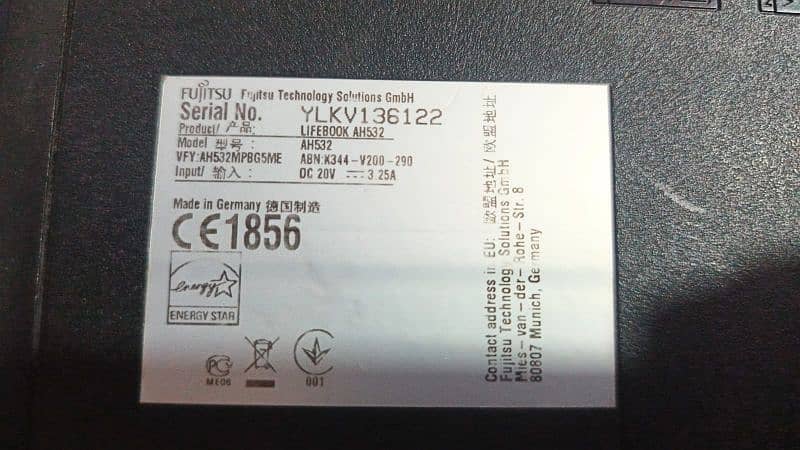 FUJITSU Fujitsu Technology Solutions GmbH
Serial No. YLKV136122
Product/ 产品: LIFEBOOK AH532
Model 型号: AH532
VFY:AH532MPBG5ME ABN:K344-V200-290
Input/ 输入: DC 20V ⎓ 3.25A
Made in Germany 德国制造
CE1856
energy
ENERGY STAR
PC
ME06
001
Contact address in EU: 欧盟地址/ 欧盟地址
Fujitsu Technology Solutions GmbH
Mies-van-der-Rohe-Str. 8
80807 Munich, Germany